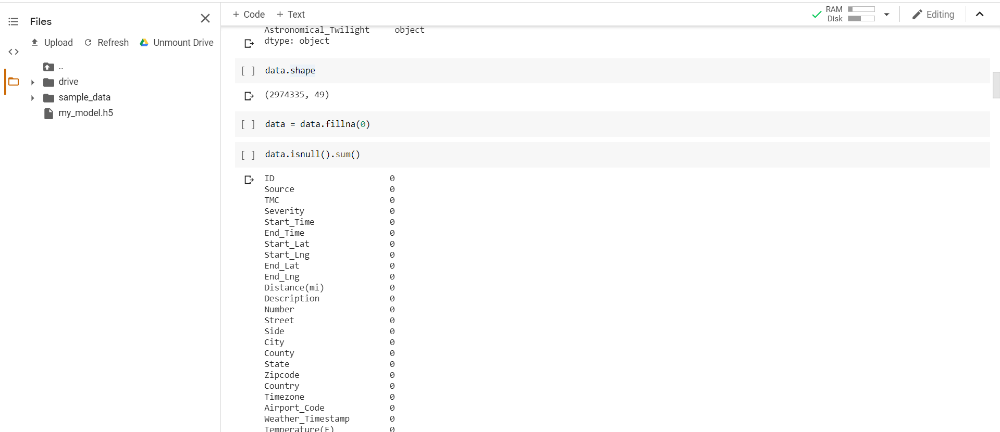 Files
Upload Refresh Unmount Drive
..
drive
sample_data
my_model.h5
+ Code + Text
RAM
Disk
Editing
Astronomical_Twilight object
dtype: object
[ ] data.shape
(2974335, 49)
[ ] data = data.fillna(0)
[ ] data.isnull().sum()
ID 0
Source 0
TMC 0
Severity 0
Start_Time 0
End_Time 0
Start_Lat 0
Start_Lng 0
End_Lat 0
End_Lng 0
Distance(mi) 0
Description 0
Number 0
Street 0
Side 0
City 0
County 0
State 0
Zipcode 0
Country 0
Timezone 0
Airport_Code 0
Weather_Timestamp 0
Temperature(F) 0